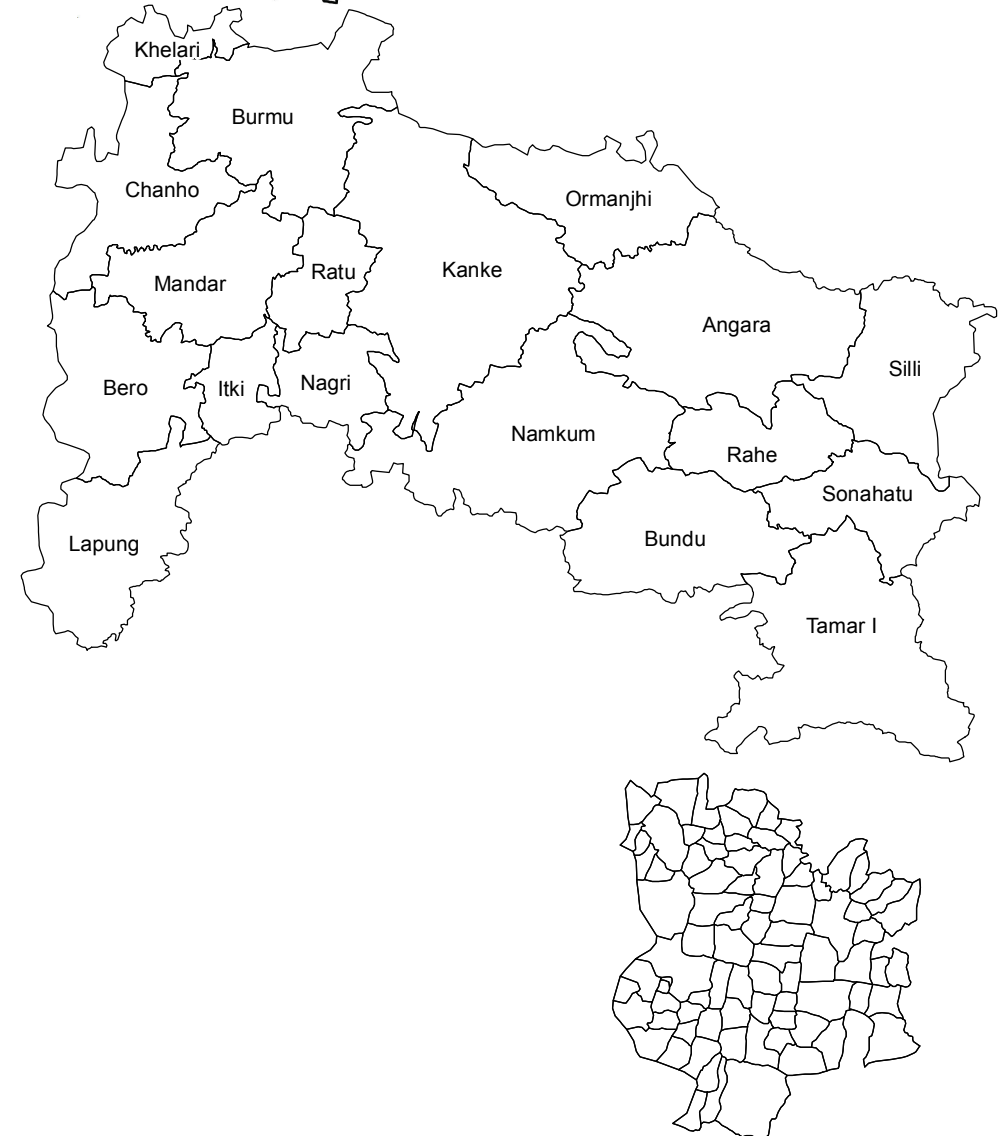 Khelari
Burmu
Chanho
Ormanjhi
Mandar
Ratu
Kanke
Angara
Silli
Bero
Itki
Nagri
Namkum
Rahe
Sonahatu
Lapung
Bundu
Tamar I